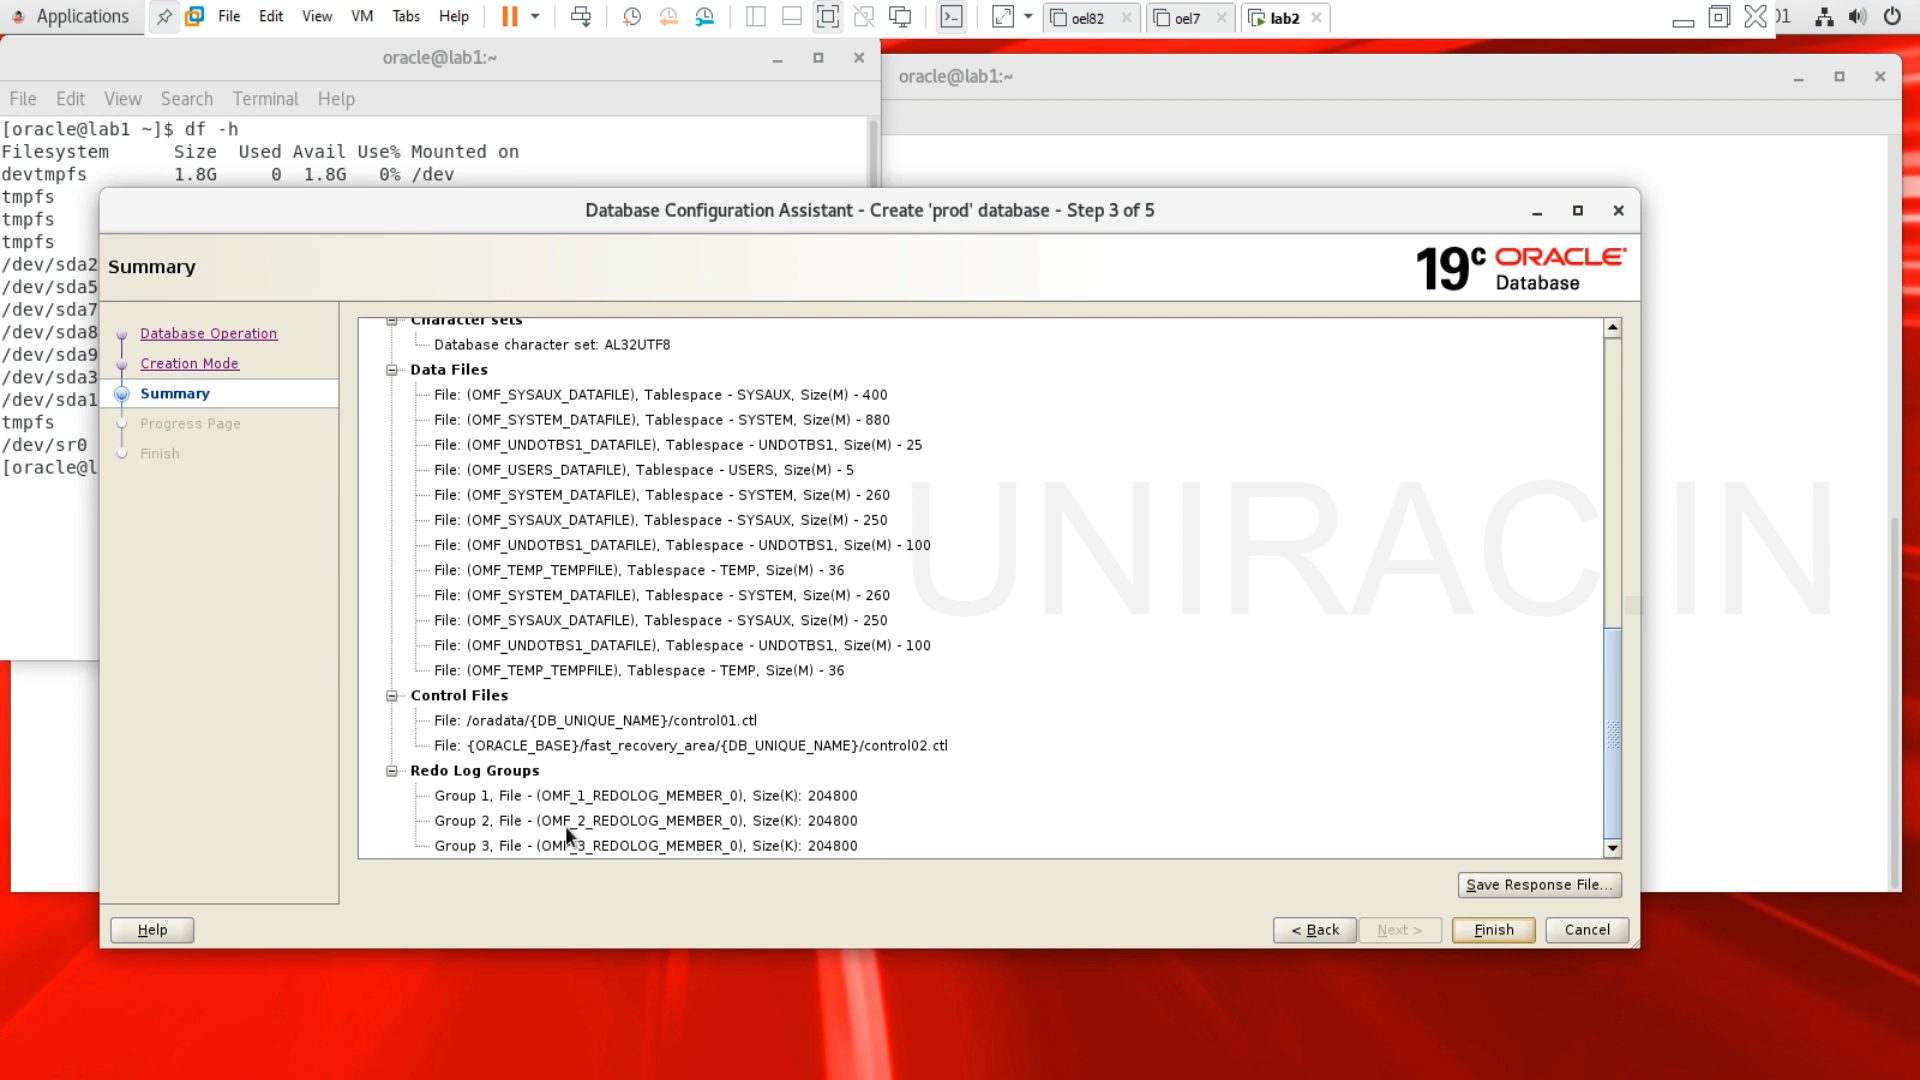 Applications
File Edit View VM Tabs Help
oel82
oel7
lab2
01
oracle@lab1:~
File Edit View Search Terminal Help
[oracle@lab1 ~]$ df -h
Filesystem Size Used Avail Use% Mounted on
devtmpfs 1.8G 0 1.8G 0% /dev
tmpfs
tmpfs
tmpfs
/dev/sda2
/dev/sda5
/dev/sda7
/dev/sda8
/dev/sda9
/dev/sda3
/dev/sda1
tmpfs
/dev/sr0
[oracle@l
oracle@lab1:~
Database Configuration Assistant - Create 'prod' database - Step 3 of 5
Summary
19c ORACLE
Database
Database Operation
Creation Mode
Summary
Progress Page
Finish
Character sets
Database character set: AL32UTF8
Data Files
File: (OMF_SYSAUX_DATAFILE), Tablespace - SYSAUX, Size(M) - 400
File: (OMF_SYSTEM_DATAFILE), Tablespace - SYSTEM, Size(M) - 880
File: (OMF_UNDOTBS1_DATAFILE), Tablespace - UNDOTBS1, Size(M) - 25
File: (OMF_USERS_DATAFILE), Tablespace - USERS, Size(M) - 5
File: (OMF_SYSTEM_DATAFILE), Tablespace - SYSTEM, Size(M) - 260
File: (OMF_SYSAUX_DATAFILE), Tablespace - SYSAUX, Size(M) - 250
File: (OMF_UNDOTBS1_DATAFILE), Tablespace - UNDOTBS1, Size(M) - 100
File: (OMF_TEMP_TEMPFILE), Tablespace - TEMP, Size(M) - 36
File: (OMF_SYSTEM_DATAFILE), Tablespace - SYSTEM, Size(M) - 260
File: (OMF_SYSAUX_DATAFILE), Tablespace - SYSAUX, Size(M) - 250
File: (OMF_UNDOTBS1_DATAFILE), Tablespace - UNDOTBS1, Size(M) - 100
File: (OMF_TEMP_TEMPFILE), Tablespace - TEMP, Size(M) - 36
Control Files
File: /oradata/{DB_UNIQUE_NAME}/control01.ctl
File: {ORACLE_BASE}/fast_recovery_area/{DB_UNIQUE_NAME}/control02.ctl
Redo Log Groups
Group 1, File - (OMF_1_REDOLOG_MEMBER_0), Size(K): 204800
Group 2, File - (OMF_2_REDOLOG_MEMBER_0), Size(K): 204800
Group 3, File - (OMF_3_REDOLOG_MEMBER_0), Size(K): 204800
UNIRAC.IN
Save Response File...
Help
< Back
Next >
Finish
Cancel